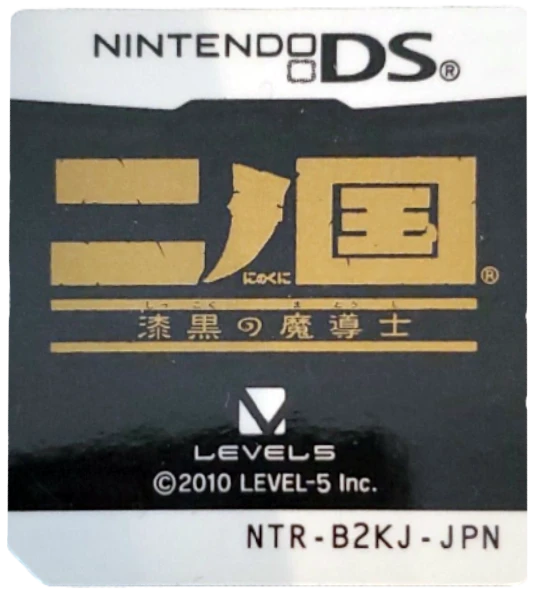 NINTENDO DS®
二ノ国®
にのくに
しっこく まどうし
漆黒の魔導士
LEVEL5
©2010 LEVEL-5 Inc.
NTR-B2KJ-JPN